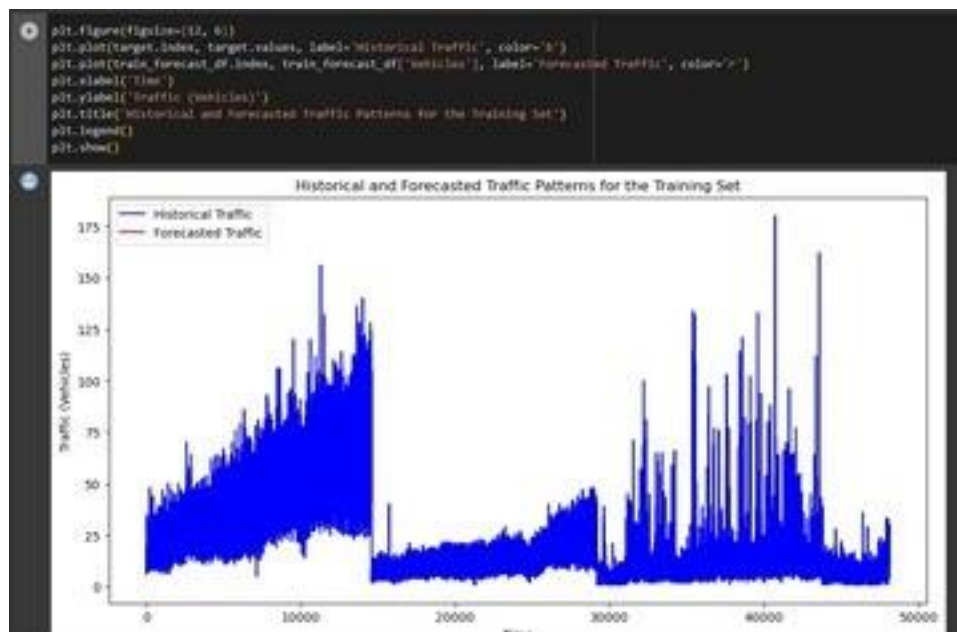 plt.figure(figsize=(12, 6))
plt.plot(target.index, target.values, label='Historical Traffic', color='b')
plt.plot(train_forecast_df.index, train_forecast_df['Vehicles'], label='Forecasted Traffic', color='r')
plt.xlabel('Time')
plt.ylabel('Traffic (Vehicles)')
plt.title('Historical and Forecasted Traffic Patterns for the Training Set')
plt.legend()
plt.show()
Historical and Forecasted Traffic Patterns for the Training Set
Historical Traffic
Forecasted Traffic
175
150
125
100
75
50
25
0
Traffic (Vehicles)
0 10000 20000 30000 40000 50000